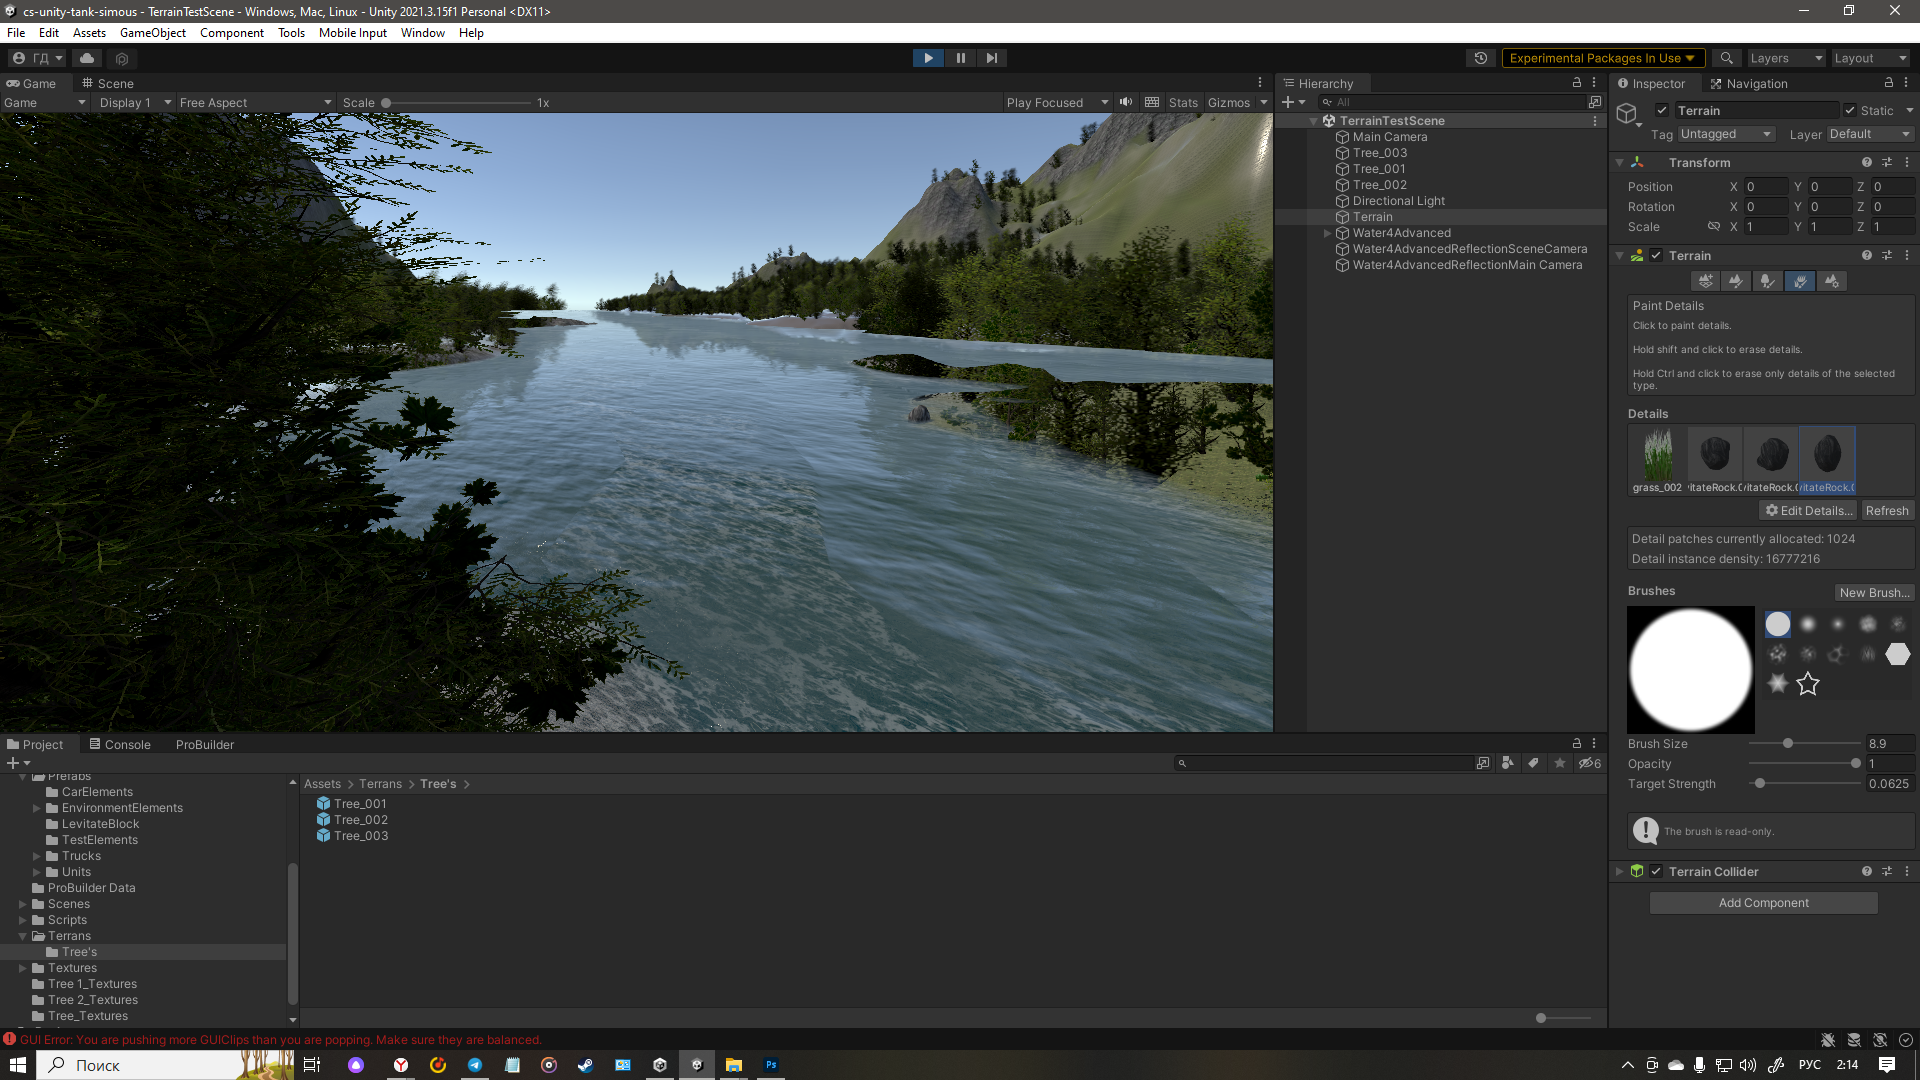 cs-unity-tank-simous - TerrainTestScene - Windows, Mac, Linux - Unity 2021.3.15f1 Personal <DX11>
File Edit Assets GameObject Component Tools Mobile Input Window Help
ГД
Experimental Packages In Use
Layers
Layout
Game
Scene
Game
Display 1
Free Aspect
Scale
1x
Play Focused
Stats
Gizmos
Hierarchy
All
TerrainTestScene
Main Camera
Tree_003
Tree_001
Tree_002
Directional Light
Terrain
Water4Advanced
Water4AdvancedReflectionSceneCamera
Water4AdvancedReflectionMain Camera
Inspector
Navigation
Terrain
Static
Tag Untagged
Layer Default
Transform
Position X 0 Y 0 Z 0
Rotation X 0 Y 0 Z 0
Scale X 1 Y 1 Z 1
Terrain
Paint Details
Click to paint details.
Hold shift and click to erase details.
Hold Ctrl and click to erase only details of the selected
type.
Details
grass_002
vitateRock.0
vitateRock.0
vitateRock.0
Edit Details...
Refresh
Detail patches currently allocated: 1024
Detail instance density: 16777216
Brushes
New Brush...
Brush Size 8.9
Opacity 1
Target Strength 0.0625
The brush is read-only.
Terrain Collider
Add Component
Project
Console
ProBuilder
6
Prefabs
CarElements
EnvironmentElements
LevitateBlock
TestElements
Trucks
Units
ProBuilder Data
Scenes
Scripts
Terrans
Tree's
Textures
Tree 1_Textures
Tree 2_Textures
Tree_Textures
Assets > Terrans > Tree's >
Tree_001
Tree_002
Tree_003
GUI Error: You are pushing more GUIClips than you are popping. Make sure they are balanced.
Поиск
Ps
РУС
2:14